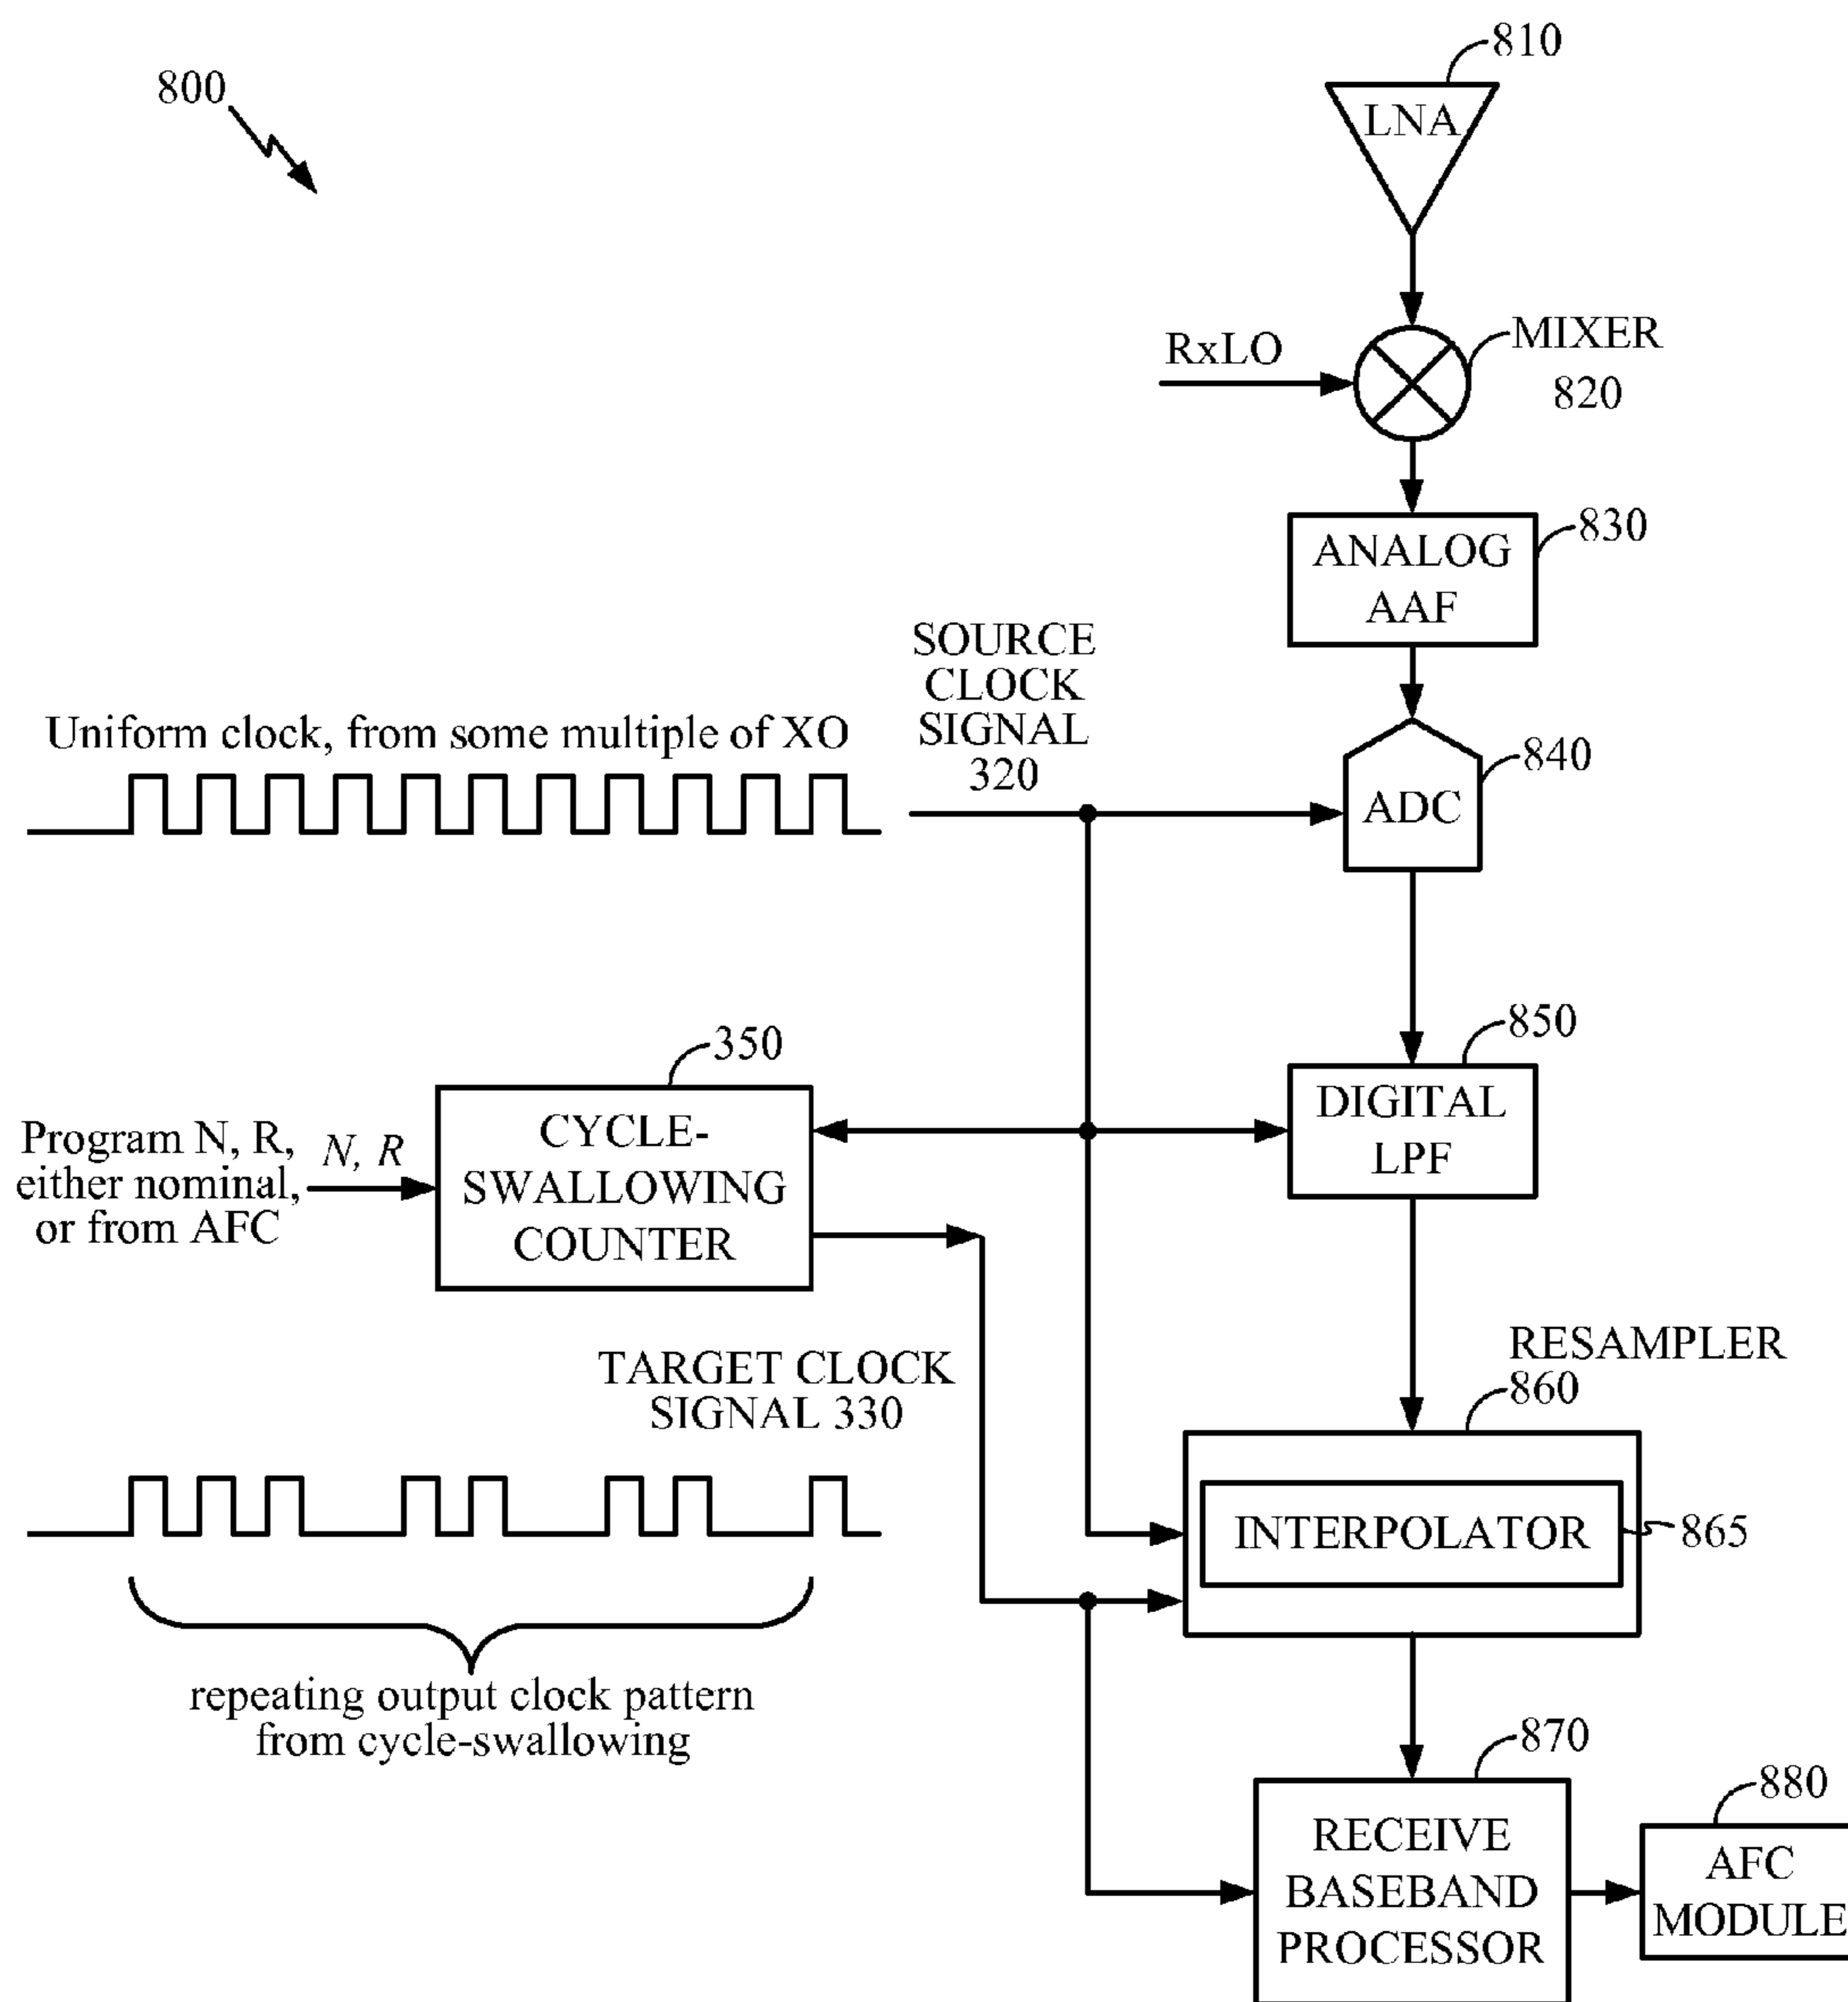 800
810
LNA
RxLO
MIXER
820
830
ANALOG
AAF
SOURCE
CLOCK
SIGNAL
320
Uniform clock, from some multiple of XO
840
ADC
850
DIGITAL
LPF
350
CYCLE-
SWALLOWING
COUNTER
Program N, R,
either nominal,
or from AFC
N, R
TARGET CLOCK
SIGNAL 330
RESAMPLER
860
INTERPOLATOR
865
repeating output clock pattern
from cycle-swallowing
870
RECEIVE
BASEBAND
PROCESSOR
880
AFC
MODULE